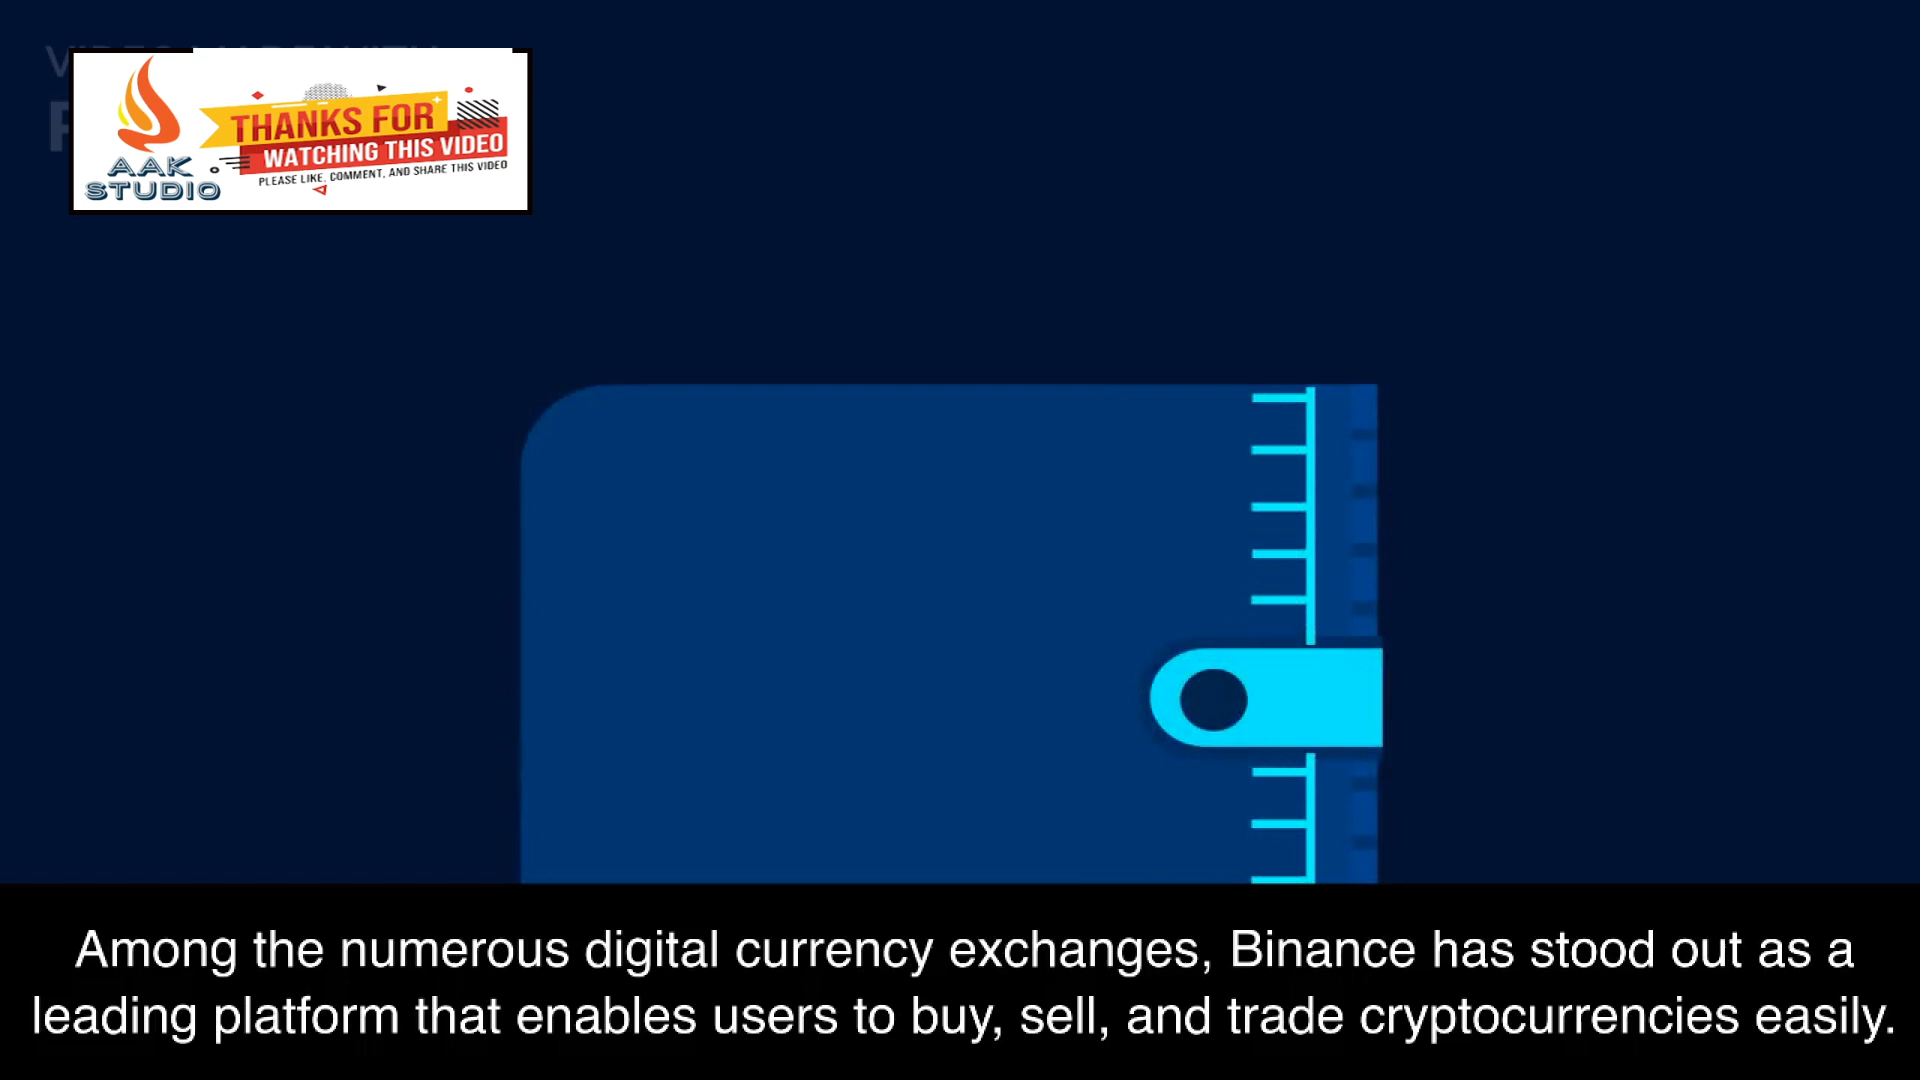 AAK
STUDIO
THANKS FOR
WATCHING THIS VIDEO
PLEASE LIKE, COMMENT, AND SHARE THIS VIDEO
Among the numerous digital currency exchanges, Binance has stood out as a
leading platform that enables users to buy, sell, and trade cryptocurrencies easily.